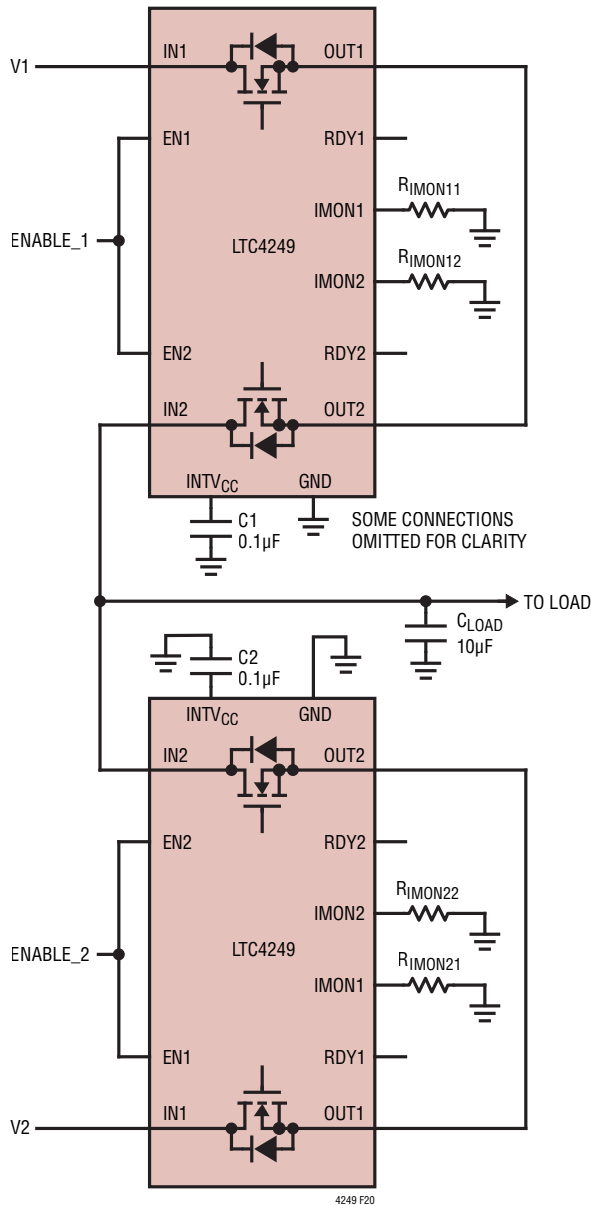 IN1
OUT1
V1
EN1
RDY1
IMON1
RIMON11
ENABLE_1
LTC4249
IMON2
RIMON12
EN2
RDY2
IN2
OUT2
INTVCC
GND
C1
0.1µF
SOME CONNECTIONS
OMITTED FOR CLARITY
TO LOAD
CLOAD
10µF
C2
0.1µF
INTVCC
GND
IN2
OUT2
EN2
RDY2
IMON2
RIMON22
ENABLE_2
LTC4249
IMON1
RIMON21
EN1
RDY1
IN1
OUT1
V2
4249 F20